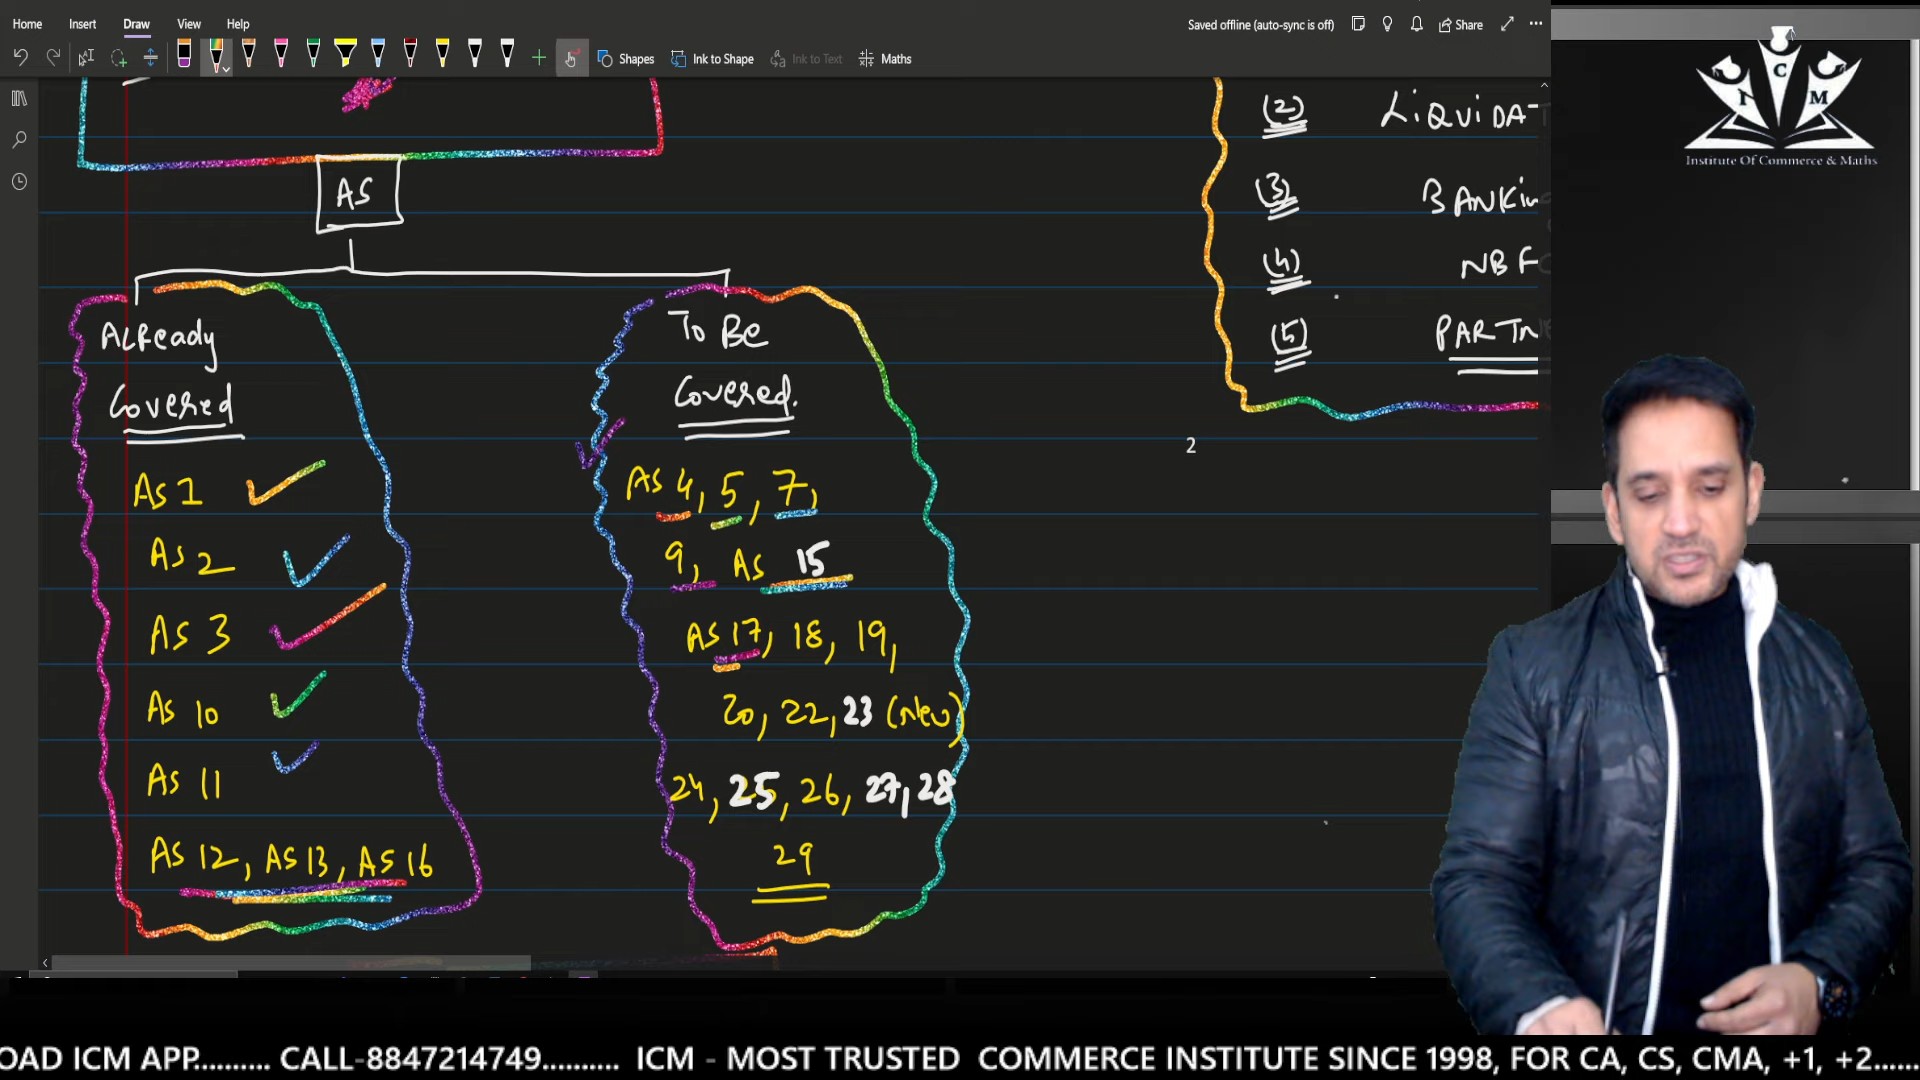 Home Insert Draw View Help
Saved offline (auto-sync is off) Share
Shapes Ink to Shape Ink to Text Maths
AS
Already
Covered
AS 1
AS 2
AS 3
AS 10
AS 11
AS 12, AS 13, AS 16
To Be
Covered.
AS 4, 5, 7,
9, AS 15
AS 17, 18, 19,
20, 22, 23 (New)
24, 25, 26, 27, 28
29
(2) LIQUIDAT
(3) BANKIN
(4) NBFC
(5) PARTNE
2
I C M
Institute Of Commerce & Maths
OAD ICM APP.......... CALL-8847214749.......... ICM - MOST TRUSTED COMMERCE INSTITUTE SINCE 1998, FOR CA, CS, CMA, +1, +2......